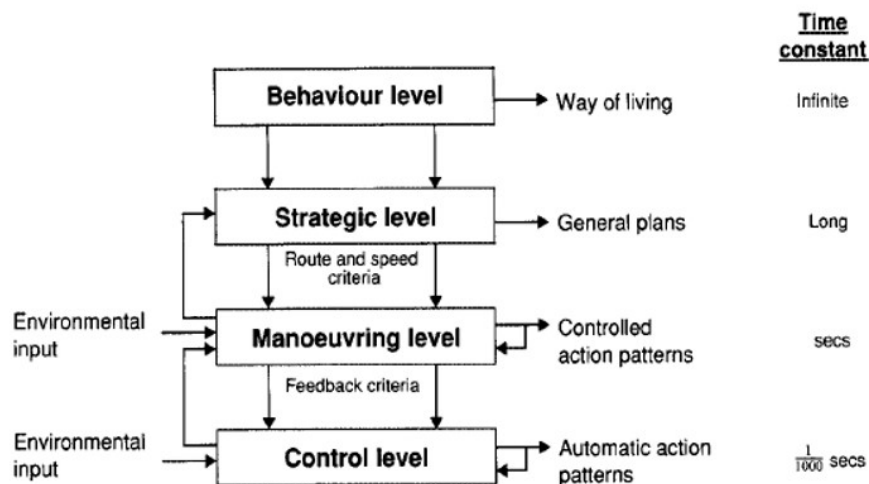 Time
constant
Behaviour level
Way of living
Infinite
Strategic level
General plans
Long
Route and speed
criteria
Environmental
input
Manoeuvring level
Controlled
action patterns
secs
Feedback criteria
Environmental
input
Control level
Automatic action
patterns
1/1000 secs